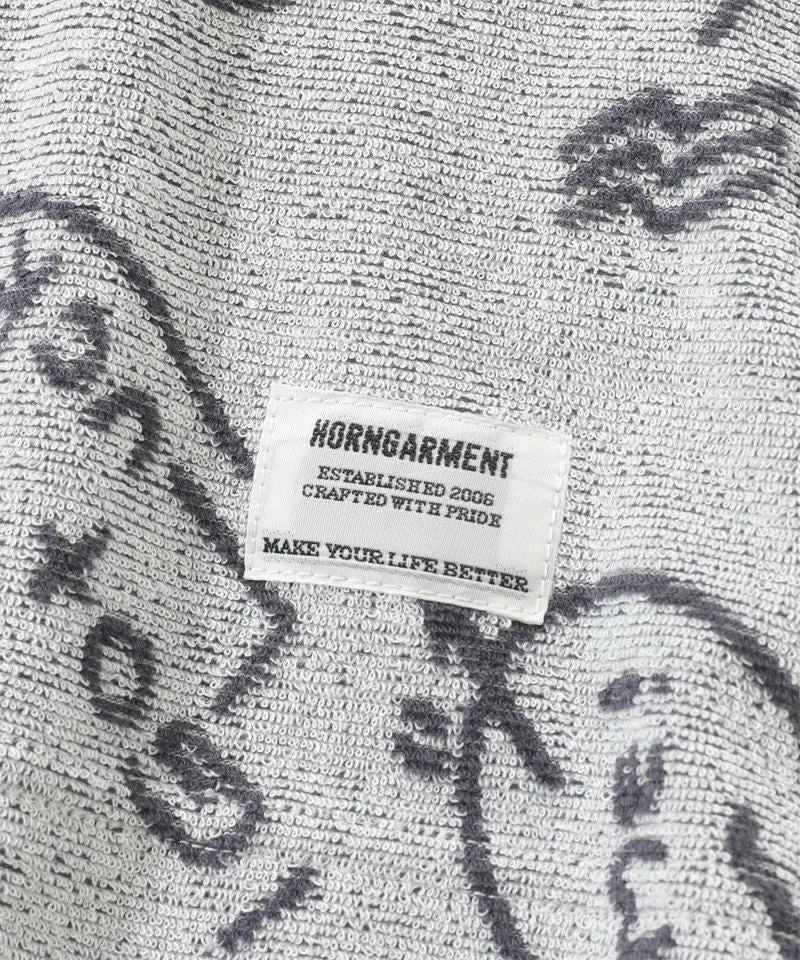 HORNGARMENT
ESTABLISHED 2006
CRAFTED WITH PRIDE
MAKE YOUR LIFE BETTER